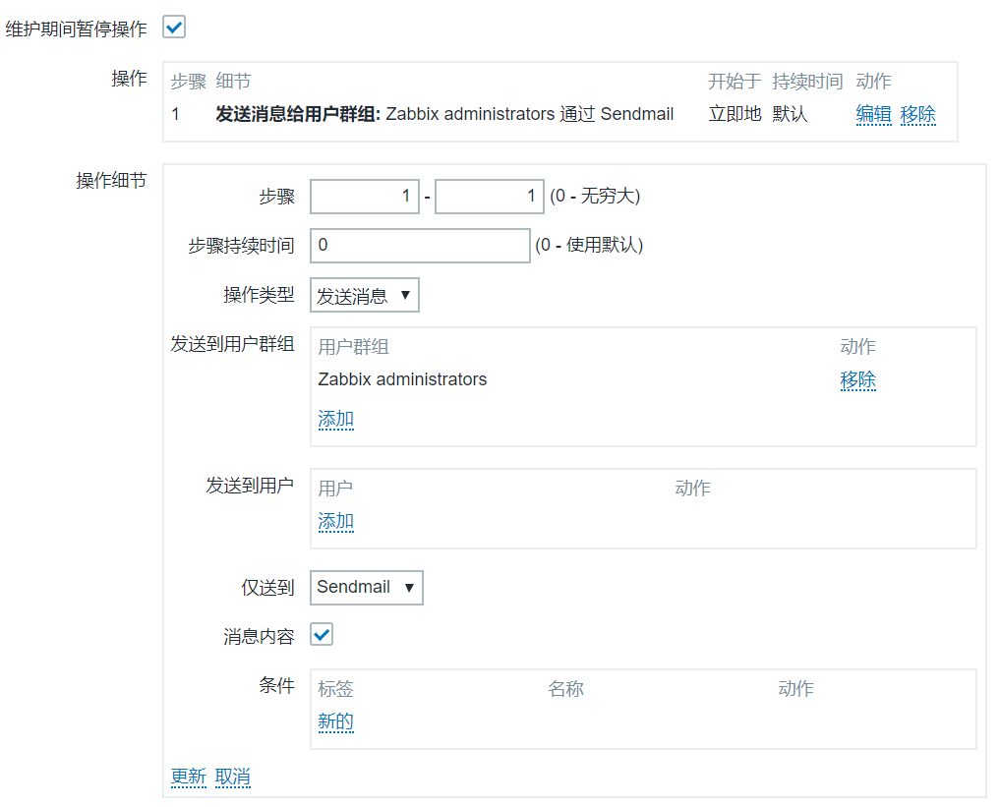 维护期间暂停操作
操作 步骤 细节 开始于 持续时间 动作
1 发送消息给用户群组: Zabbix administrators 通过 Sendmail 立即地 默认 编辑 移除
操作细节
步骤 1 - 1 (0 - 无穷大)
步骤持续时间 0 (0 - 使用默认)
操作类型 发送消息
发送到用户群组 用户群组 动作
Zabbix administrators 移除
添加
发送到用户 用户 动作
添加
仅送到 Sendmail
消息内容
条件 标签 名称 动作
新的
更新 取消